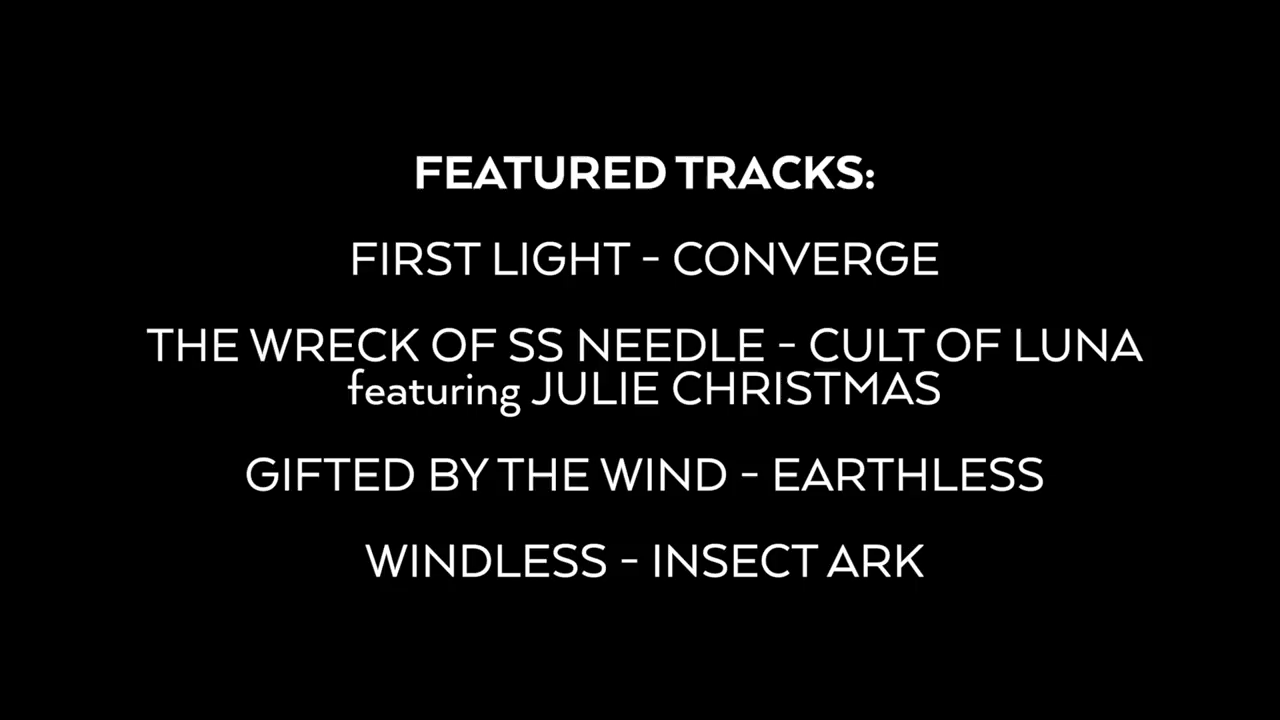 FEATURED TRACKS:
FIRST LIGHT - CONVERGE
THE WRECK OF SS NEEDLE - CULT OF LUNA
featuring JULIE CHRISTMAS
GIFTED BY THE WIND - EARTHLESS
WINDLESS - INSECT ARK